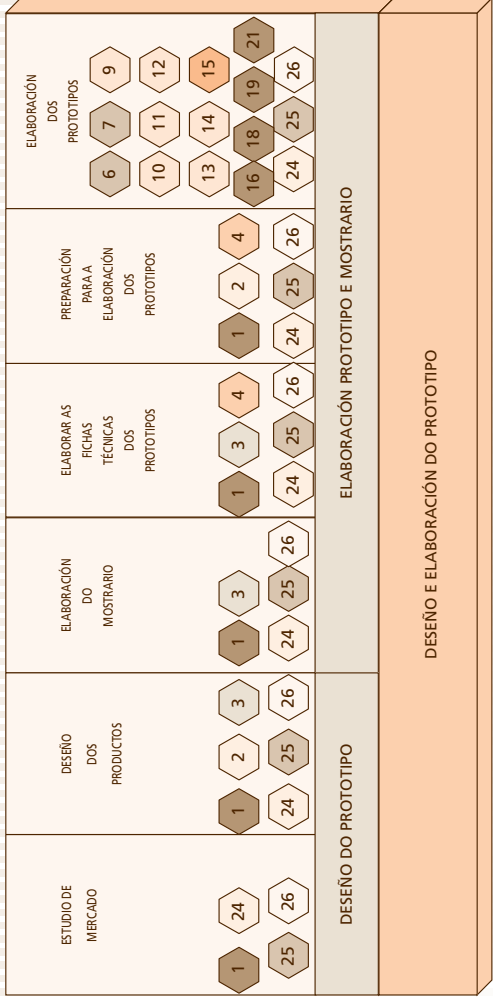 ESTUDIO DE
MERCADO
1 24
25 26
DESEÑO
DOS
PRODUCTOS
1 2 3
24 25 26
ELABORACIÓN
DO
MOSTRARIO
1 3
24 25 26
ELABORAR AS
FICHAS
TÉCNICAS
DOS
PROTOTIPOS
1 3 4
24 25 26
PREPARACIÓN
PARA A
ELABORACIÓN
DOS
PROTOTIPOS
1 2 4
24 25 26
ELABORACIÓN
DOS
PROTOTIPOS
6 7 9
10 11 12
13 14 15
16 18 19 21
24 25 26
DESEÑO DO PROTOTIPO
ELABORACIÓN PROTOTIPO E MOSTRARIO
DESEÑO E ELABORACIÓN DO PROTOTIPO